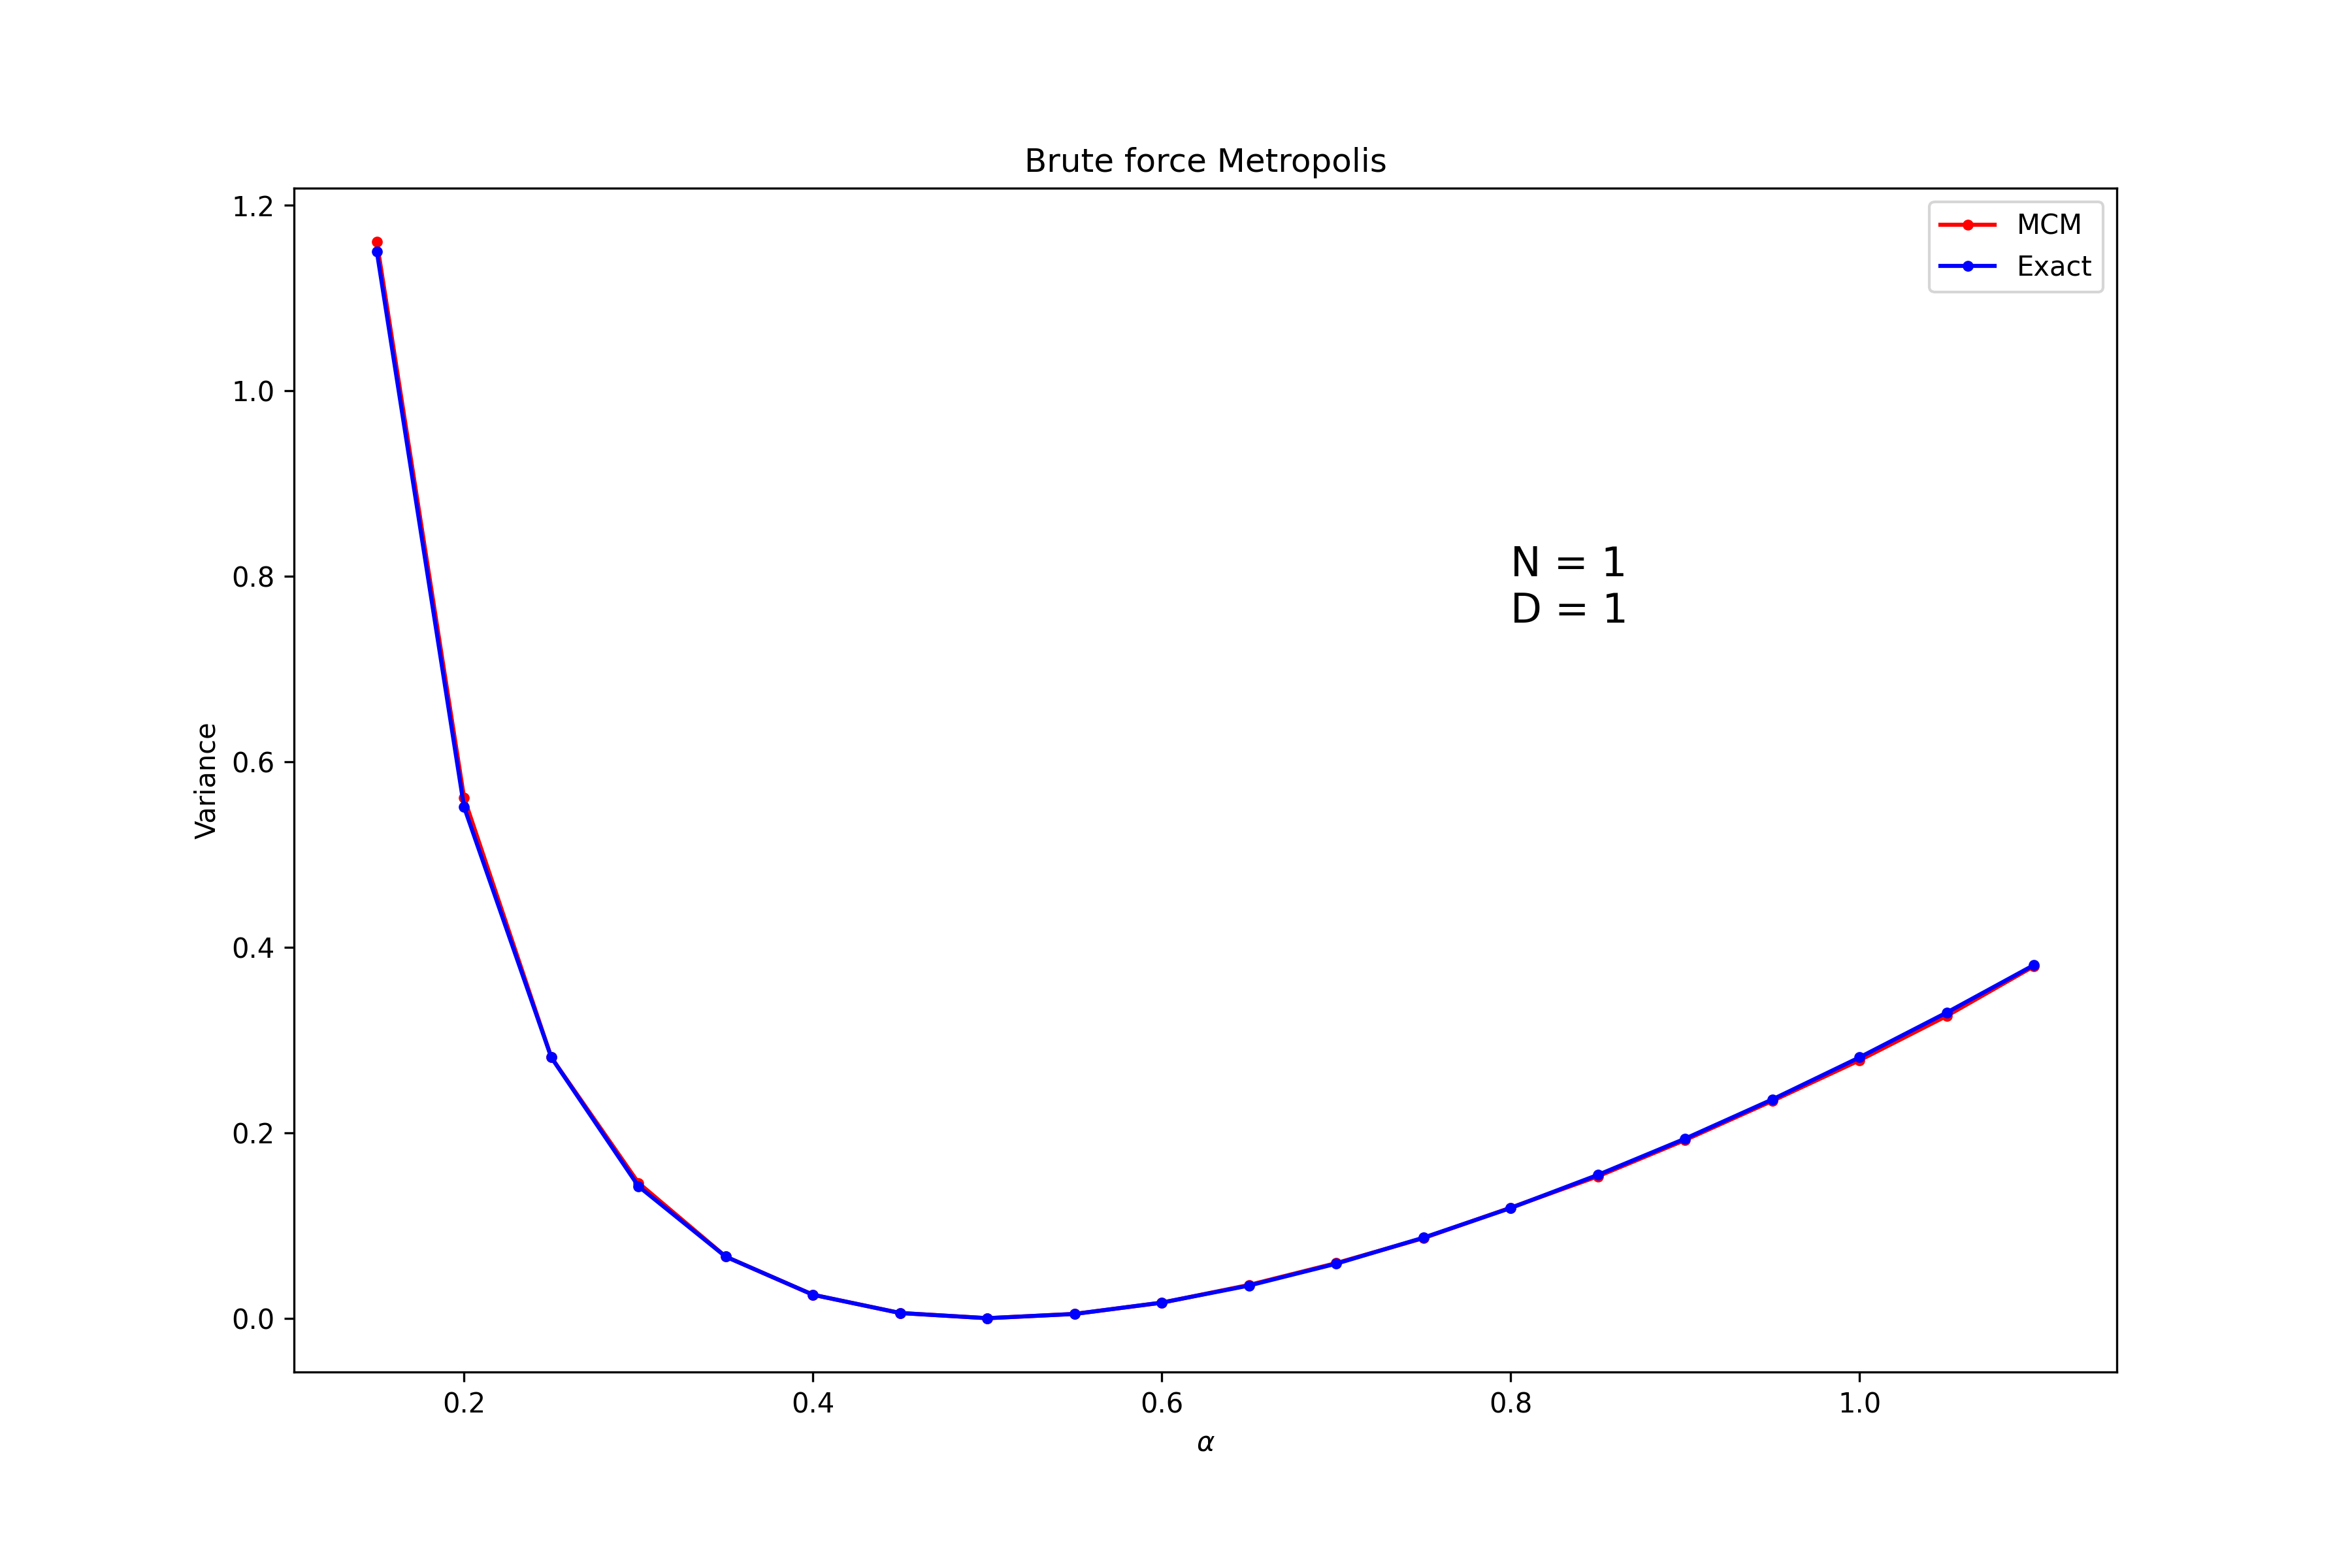 Brute force Metropolis
MCM
Exact
N = 1
D = 1
Variance
1.2
1.0
0.8
0.6
0.4
0.2
0.0
0.2
0.4
0.6
0.8
1.0
α